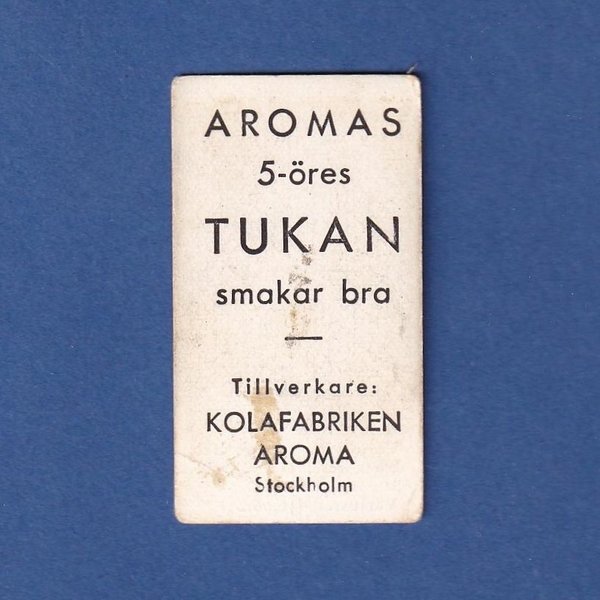 AROMAS
5-öres
TUKAN
smakar bra
Tillverkare:
KOLAFABRIKEN
AROMA
Stockholm